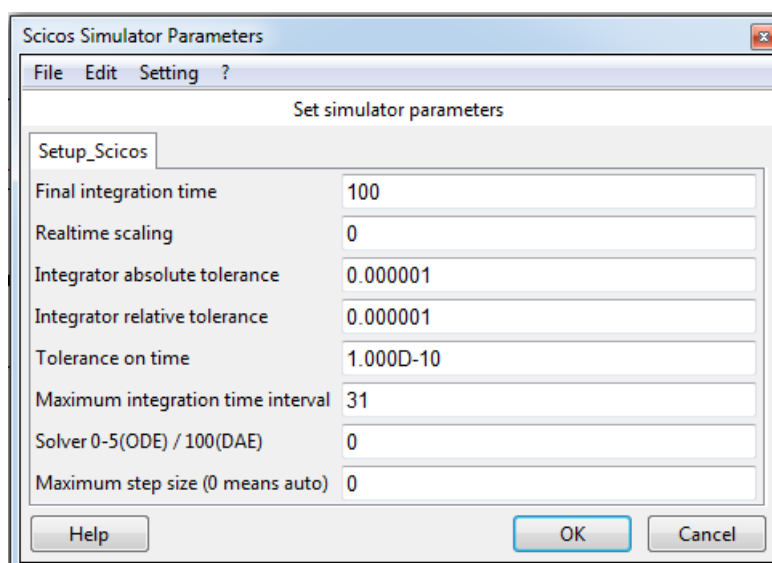 Scicos Simulator Parameters
File Edit Setting ?
Set simulator parameters
Setup_Scicos
Final integration time 100
Realtime scaling 0
Integrator absolute tolerance 0.000001
Integrator relative tolerance 0.000001
Tolerance on time 1.000D-10
Maximum integration time interval 31
Solver 0-5(ODE) / 100(DAE) 0
Maximum step size (0 means auto) 0
Help OK Cancel